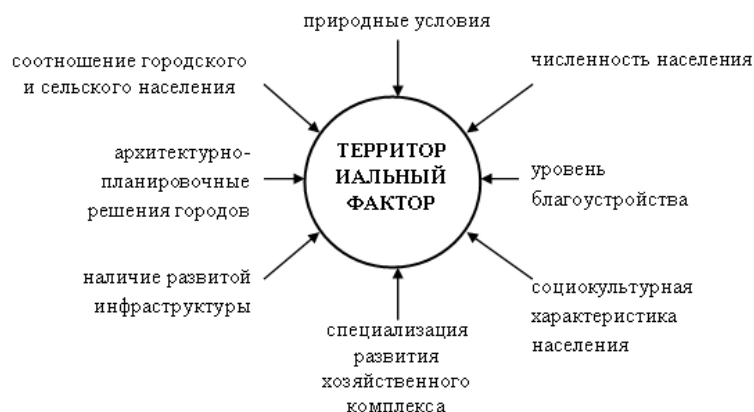 природные условия
соотношение городского
и сельского населения
численность населения
архитектурно-
планировочные
решения городов
ТЕРРИТОР
ИАЛЬНЫЙ
ФАКТОР
уровень
благоустройства
наличие развитой
инфраструктуры
социокультурная
характеристика
населения
специализация
развития
хозяйственного
комплекса